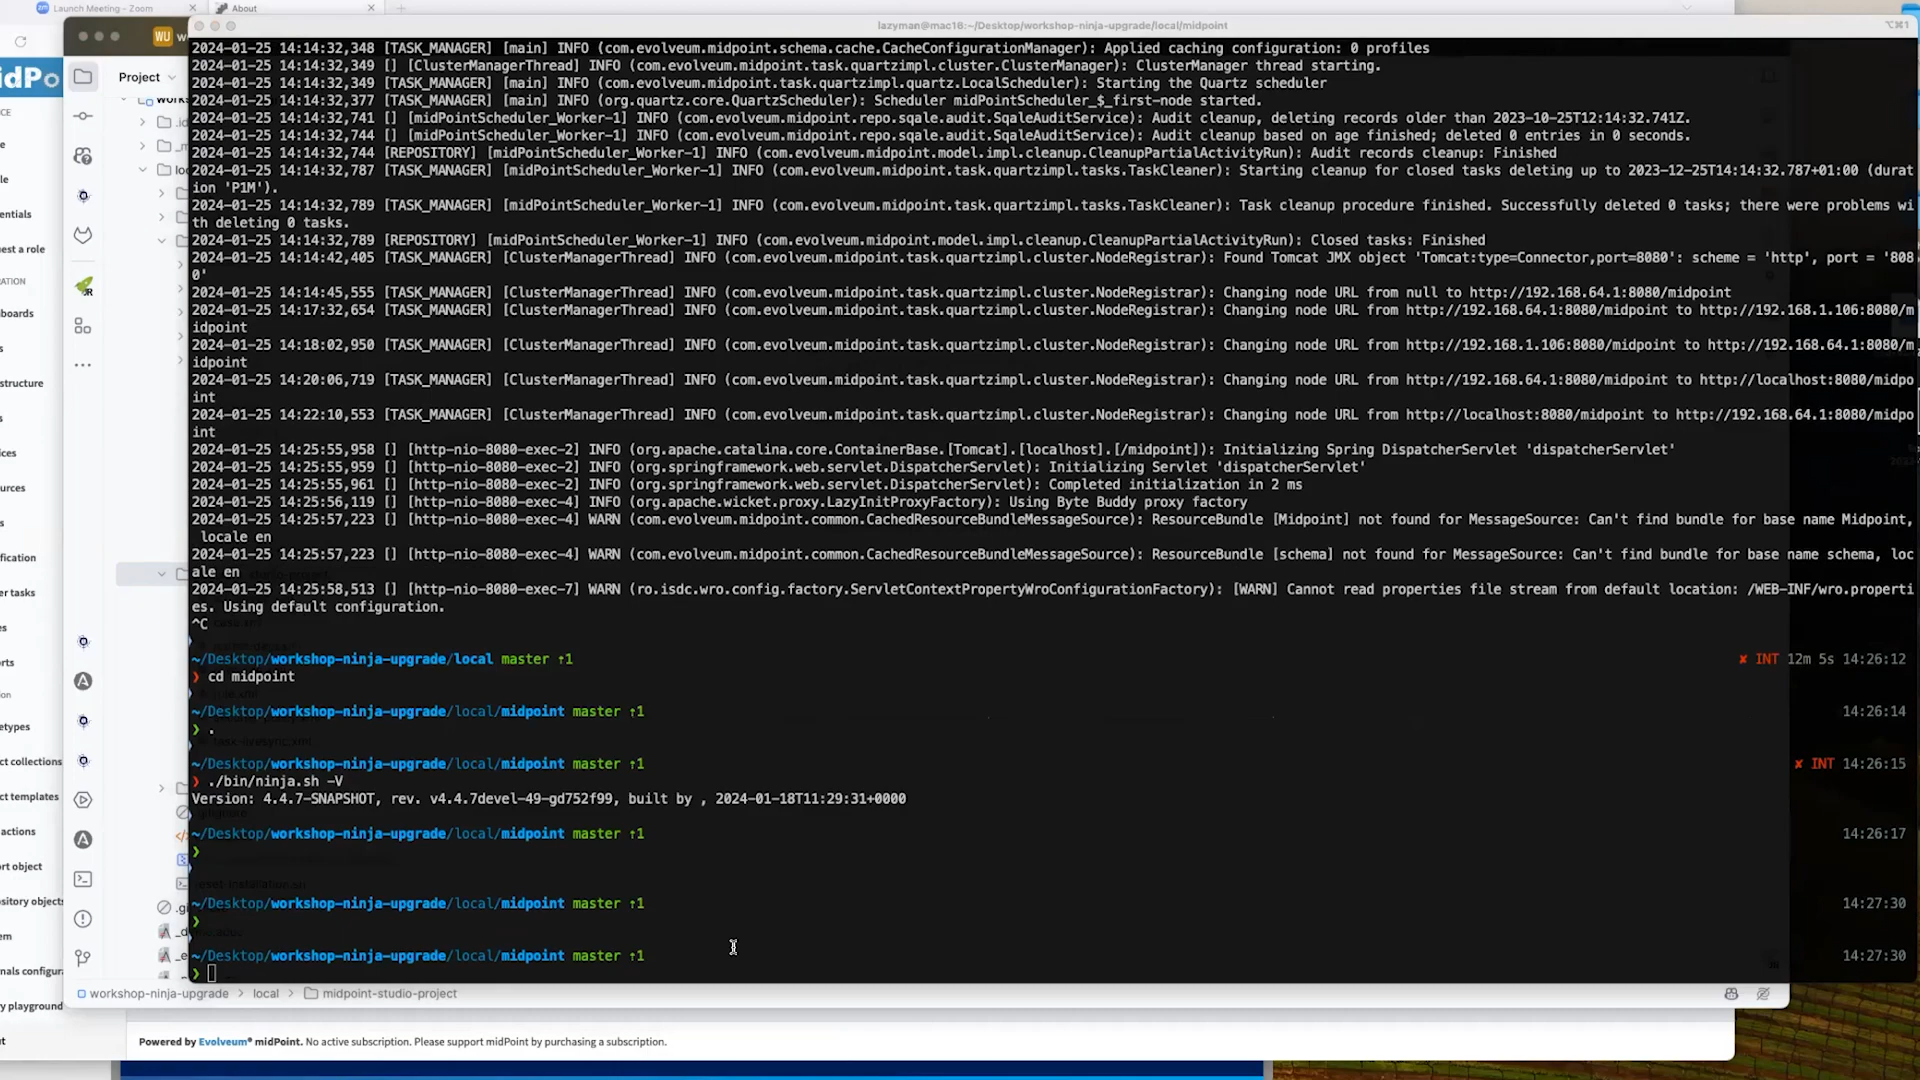 Launch Meeting - Zoom
About
lazyman@mac16:~/Desktop/workshop-ninja-upgrade/local/midpoint
⌥⌘1
WU
Project
2024-01-25 14:14:32,348 [TASK_MANAGER] [main] INFO (com.evolveum.midpoint.schema.cache.CacheConfigurationManager): Applied caching configuration: 0 profiles
2024-01-25 14:14:32,349 [] [ClusterManagerThread] INFO (com.evolveum.midpoint.task.quartzimpl.cluster.ClusterManager): ClusterManager thread starting.
2024-01-25 14:14:32,349 [TASK_MANAGER] [main] INFO (com.evolveum.midpoint.task.quartzimpl.quartz.LocalScheduler): Starting the Quartz scheduler
2024-01-25 14:14:32,377 [TASK_MANAGER] [main] INFO (org.quartz.core.QuartzScheduler): Scheduler midPointScheduler_$_first-node started.
2024-01-25 14:14:32,741 [] [midPointScheduler_Worker-1] INFO (com.evolveum.midpoint.repo.sqale.audit.SqaleAuditService): Audit cleanup, deleting records older than 2023-10-25T12:14:32.741Z.
2024-01-25 14:14:32,744 [] [midPointScheduler_Worker-1] INFO (com.evolveum.midpoint.repo.sqale.audit.SqaleAuditService): Audit cleanup based on age finished; deleted 0 entries in 0 seconds.
2024-01-25 14:14:32,744 [REPOSITORY] [midPointScheduler_Worker-1] INFO (com.evolveum.midpoint.model.impl.cleanup.CleanupPartialActivityRun): Audit records cleanup: Finished
2024-01-25 14:14:32,787 [TASK_MANAGER] [midPointScheduler_Worker-1] INFO (com.evolveum.midpoint.task.quartzimpl.tasks.TaskCleaner): Starting cleanup for closed tasks deleting up to 2023-12-25T14:14:32.787+01:00 (durat
ion 'P1M').
2024-01-25 14:14:32,789 [TASK_MANAGER] [midPointScheduler_Worker-1] INFO (com.evolveum.midpoint.task.quartzimpl.tasks.TaskCleaner): Task cleanup procedure finished. Successfully deleted 0 tasks; there were problems wi
th deleting 0 tasks.
2024-01-25 14:14:32,789 [REPOSITORY] [midPointScheduler_Worker-1] INFO (com.evolveum.midpoint.model.impl.cleanup.CleanupPartialActivityRun): Closed tasks: Finished
2024-01-25 14:14:42,405 [TASK_MANAGER] [ClusterManagerThread] INFO (com.evolveum.midpoint.task.quartzimpl.cluster.NodeRegistrar): Found Tomcat JMX object 'Tomcat:type=Connector,port=8080': scheme = 'http', port = '808
0'
2024-01-25 14:14:45,555 [TASK_MANAGER] [ClusterManagerThread] INFO (com.evolveum.midpoint.task.quartzimpl.cluster.NodeRegistrar): Changing node URL from null to http://192.168.64.1:8080/midpoint
2024-01-25 14:17:32,654 [TASK_MANAGER] [ClusterManagerThread] INFO (com.evolveum.midpoint.task.quartzimpl.cluster.NodeRegistrar): Changing node URL from http://192.168.64.1:8080/midpoint to http://192.168.1.106:8080/m
idpoint
2024-01-25 14:18:02,950 [TASK_MANAGER] [ClusterManagerThread] INFO (com.evolveum.midpoint.task.quartzimpl.cluster.NodeRegistrar): Changing node URL from http://192.168.1.106:8080/midpoint to http://192.168.64.1:8080/m
idpoint
2024-01-25 14:20:06,719 [TASK_MANAGER] [ClusterManagerThread] INFO (com.evolveum.midpoint.task.quartzimpl.cluster.NodeRegistrar): Changing node URL from http://192.168.64.1:8080/midpoint to http://localhost:8080/midpo
int
2024-01-25 14:22:10,553 [TASK_MANAGER] [ClusterManagerThread] INFO (com.evolveum.midpoint.task.quartzimpl.cluster.NodeRegistrar): Changing node URL from http://localhost:8080/midpoint to http://192.168.64.1:8080/midpo
int
2024-01-25 14:25:55,958 [] [http-nio-8080-exec-2] INFO (org.apache.catalina.core.ContainerBase.[Tomcat].[localhost].[/midpoint]): Initializing Spring DispatcherServlet 'dispatcherServlet'
2024-01-25 14:25:55,959 [] [http-nio-8080-exec-2] INFO (org.springframework.web.servlet.DispatcherServlet): Initializing Servlet 'dispatcherServlet'
2024-01-25 14:25:55,961 [] [http-nio-8080-exec-2] INFO (org.springframework.web.servlet.DispatcherServlet): Completed initialization in 2 ms
2024-01-25 14:25:56,119 [] [http-nio-8080-exec-4] INFO (org.apache.wicket.proxy.LazyInitProxyFactory): Using Byte Buddy proxy factory
2024-01-25 14:25:57,223 [] [http-nio-8080-exec-4] WARN (com.evolveum.midpoint.common.CachedResourceBundleMessageSource): ResourceBundle [Midpoint] not found for MessageSource: Can't find bundle for base name Midpoint,
locale en
2024-01-25 14:25:57,223 [] [http-nio-8080-exec-4] WARN (com.evolveum.midpoint.common.CachedResourceBundleMessageSource): ResourceBundle [schema] not found for MessageSource: Can't find bundle for base name schema, loc
ale en
2024-01-25 14:25:58,513 [] [http-nio-8080-exec-7] WARN (ro.isdc.wro.config.factory.ServletContextPropertyWroConfigurationFactory): [WARN] Cannot read properties file stream from default location: /WEB-INF/wro.properti
es. Using default configuration.
^C
~/Desktop/workshop-ninja-upgrade/local master ⇡1 ✘ INT 12m 5s 14:26:12
❯ cd midpoint
~/Desktop/workshop-ninja-upgrade/local/midpoint master ⇡1 14:26:14
❯ .
~/Desktop/workshop-ninja-upgrade/local/midpoint master ⇡1 ✘ INT 14:26:15
❯ ./bin/ninja.sh -V
Version: 4.4.7-SNAPSHOT, rev. v4.4.7devel-49-gd752f99, built by , 2024-01-18T11:29:31+0000
~/Desktop/workshop-ninja-upgrade/local/midpoint master ⇡1 14:26:17
❯
~/Desktop/workshop-ninja-upgrade/local/midpoint master ⇡1 14:27:30
❯
~/Desktop/workshop-ninja-upgrade/local/midpoint master ⇡1 14:27:30
❯
workshop-ninja-upgrade > local > midpoint-studio-project
Powered by Evolveum® midPoint. No active subscription. Please support midPoint by purchasing a subscription.